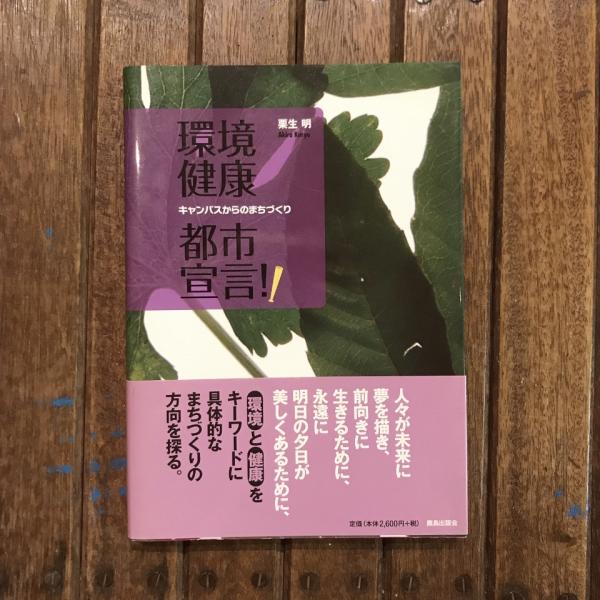 環境
健康
キャンパスからのまちづくり
都市
宣言!!
栗生 明
Akira Kuryu
人々が未来に
夢を描き、
前向きに
生きるために、
永遠に
明日の夕日が
美しくあるために、
環境と健康を
キーワードに
具体的な
まちづくりの
方向を探る。
定価(本体2,600円+税)
鹿島出版会